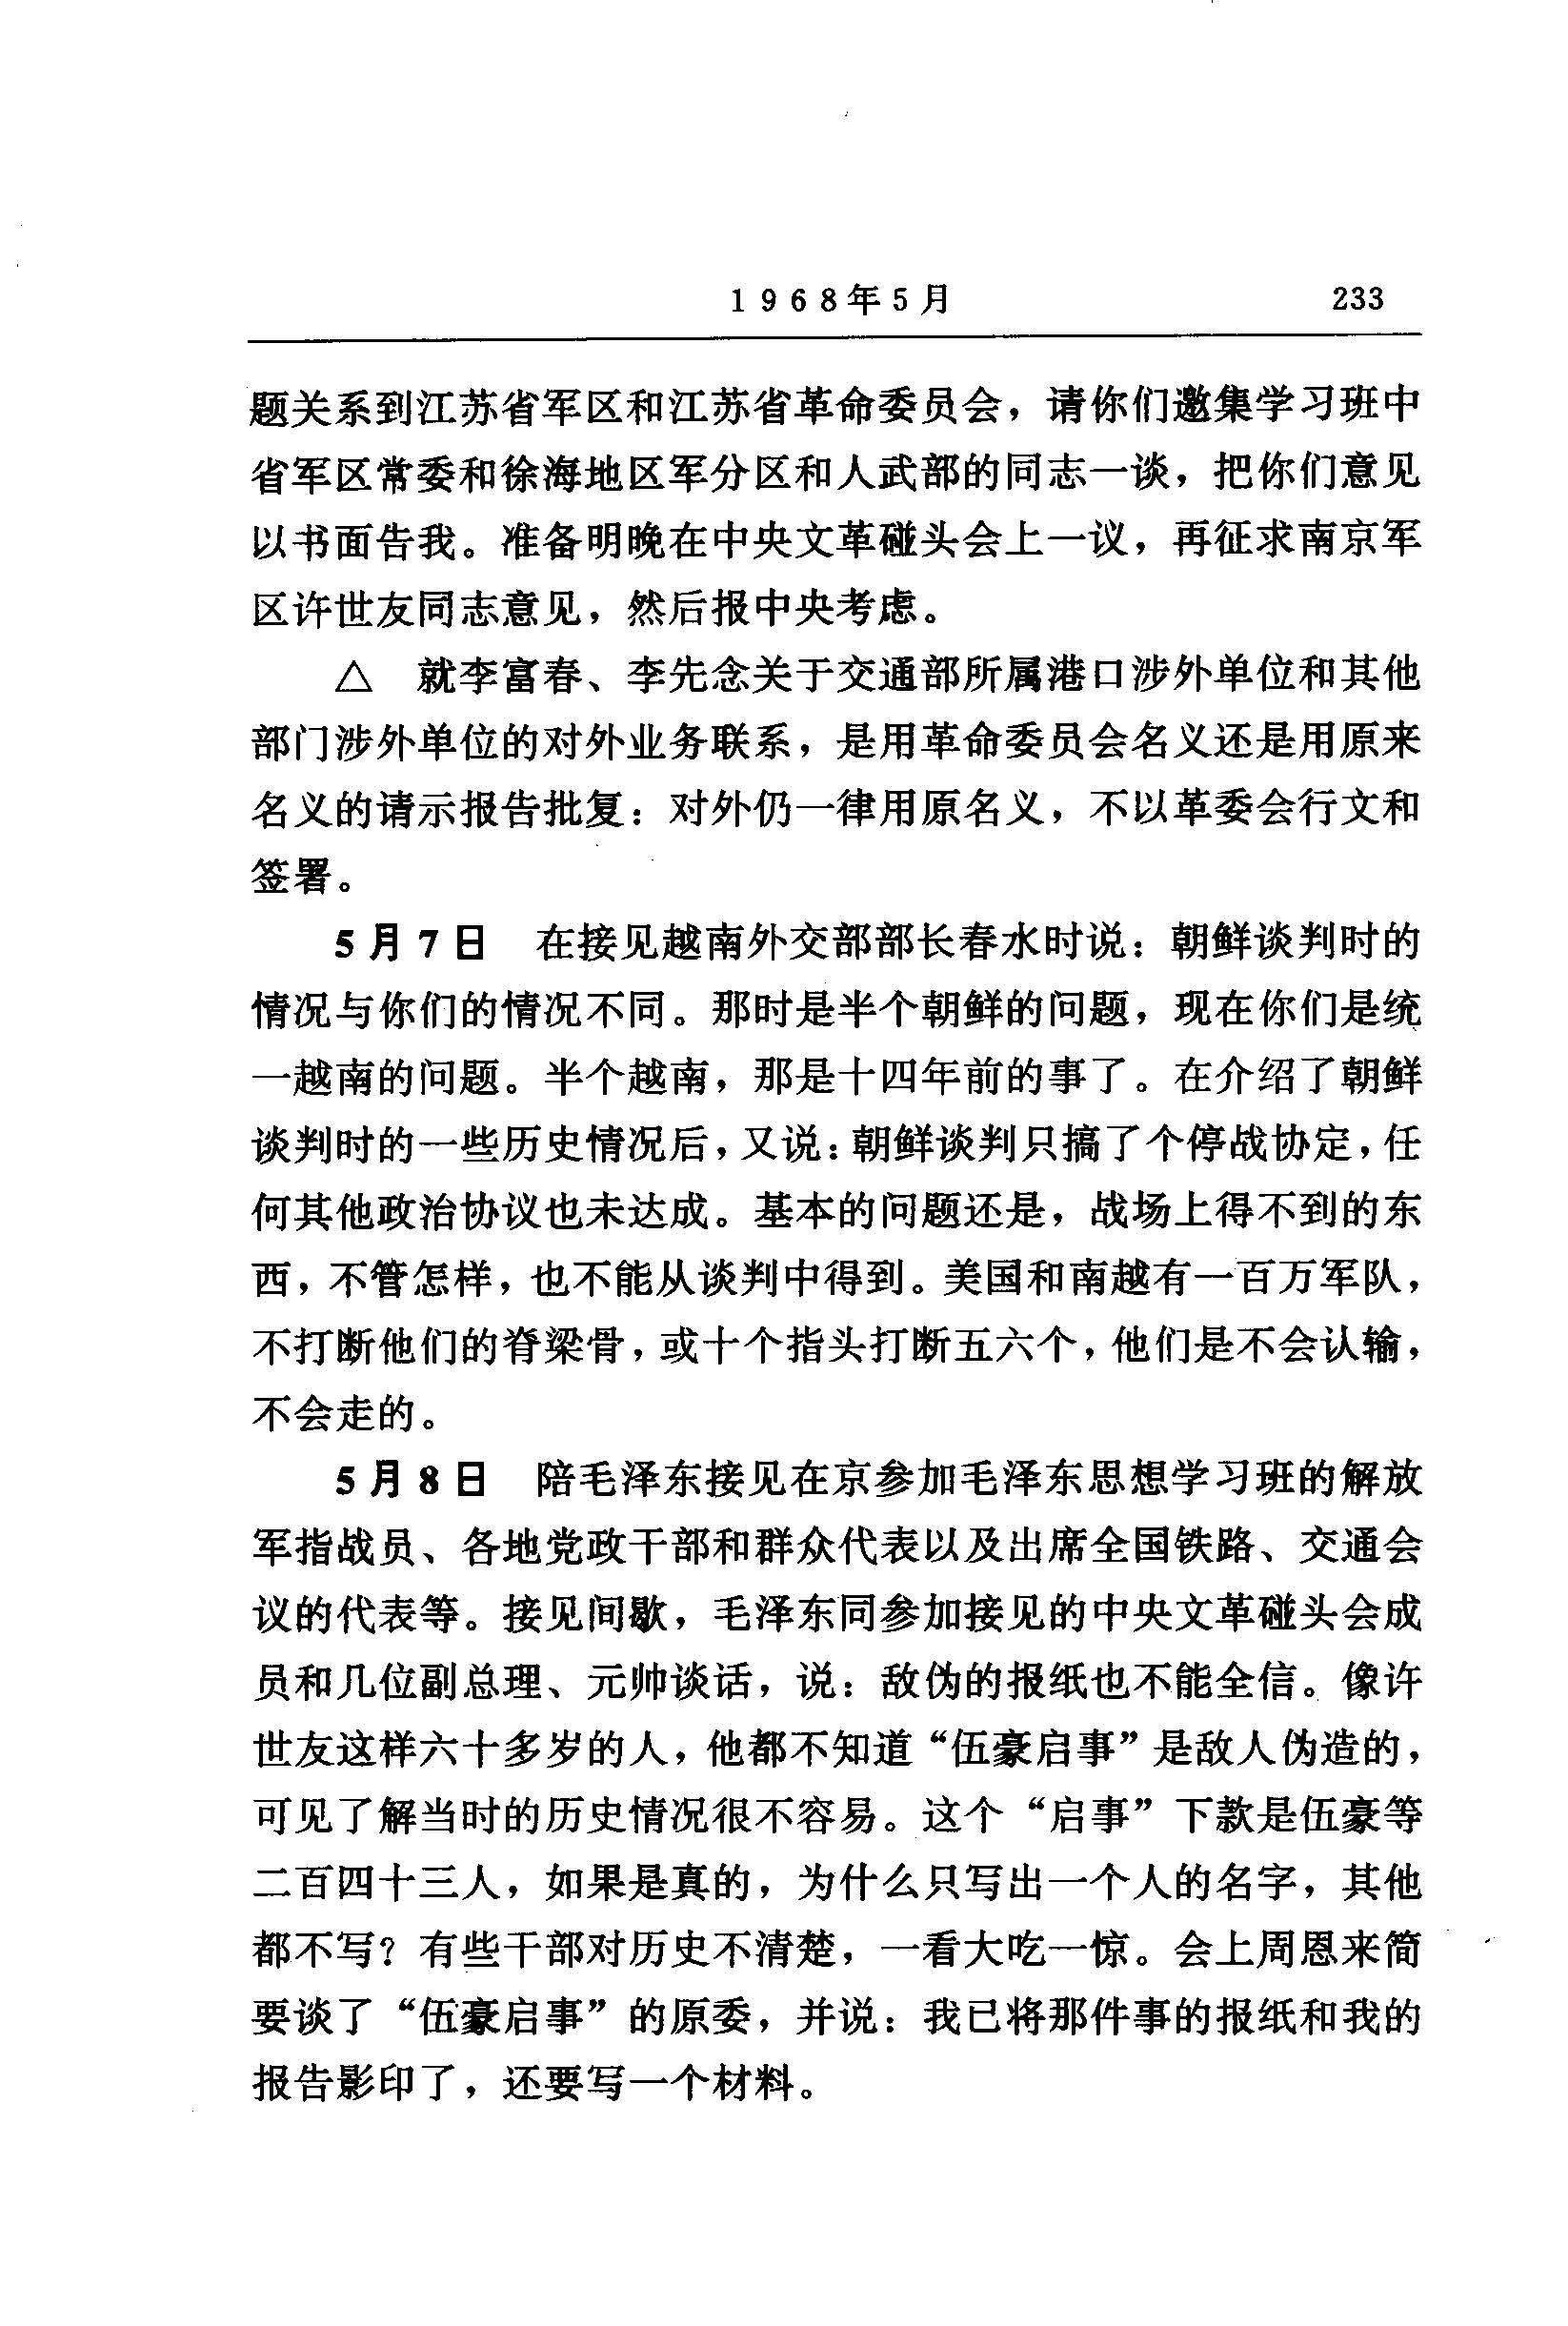 1968年5月 233
题关系到江苏省军区和江苏省革命委员会，请你们邀集学习班中
省军区常委和徐海地区军分区和人武部的同志一谈，把你们意见
以书面告我。准备明晚在中央文革碰头会上一议，再征求南京军
区许世友同志意见，然后报中央考虑。
△ 就李富春、李先念关于交通部所属港口涉外单位和其他
部门涉外单位的对外业务联系，是用革命委员会名义还是用原来
名义的请示报告批复：对外仍一律用原名义，不以革委会行文和
签署。
5月7日 在接见越南外交部部长春水时说：朝鲜谈判时的
情况与你们的情况不同。那时是半个朝鲜的问题，现在你们是统
一越南的问题。半个越南，那是十四年前的事了。在介绍了朝鲜
谈判时的一些历史情况后，又说：朝鲜谈判只搞了个停战协定，任
何其他政治协议也未达成。基本的问题还是，战场上得不到的东
西，不管怎样，也不能从谈判中得到。美国和南越有一百万军队，
不打断他们的脊梁骨，或十个指头打断五六个，他们是不会认输，
不会走的。
5月8日 陪毛泽东接见在京参加毛泽东思想学习班的解放
军指战员、各地党政干部和群众代表以及出席全国铁路、交通会
议的代表等。接见间歇，毛泽东同参加接见的中央文革碰头会成
员和几位副总理、元帅谈话，说：敌伪的报纸也不能全信。像许
世友这样六十多岁的人，他都不知道“伍豪启事”是敌人伪造的，
可见了解当时的历史情况很不容易。这个“启事”下款是伍豪等
二百四十三人，如果是真的，为什么只写出一个人的名字，其他
都不写？有些干部对历史不清楚，一看大吃一惊。会上周恩来简
要谈了“伍豪启事”的原委，并说：我已将那件事的报纸和我的
报告影印了，还要写一个材料。